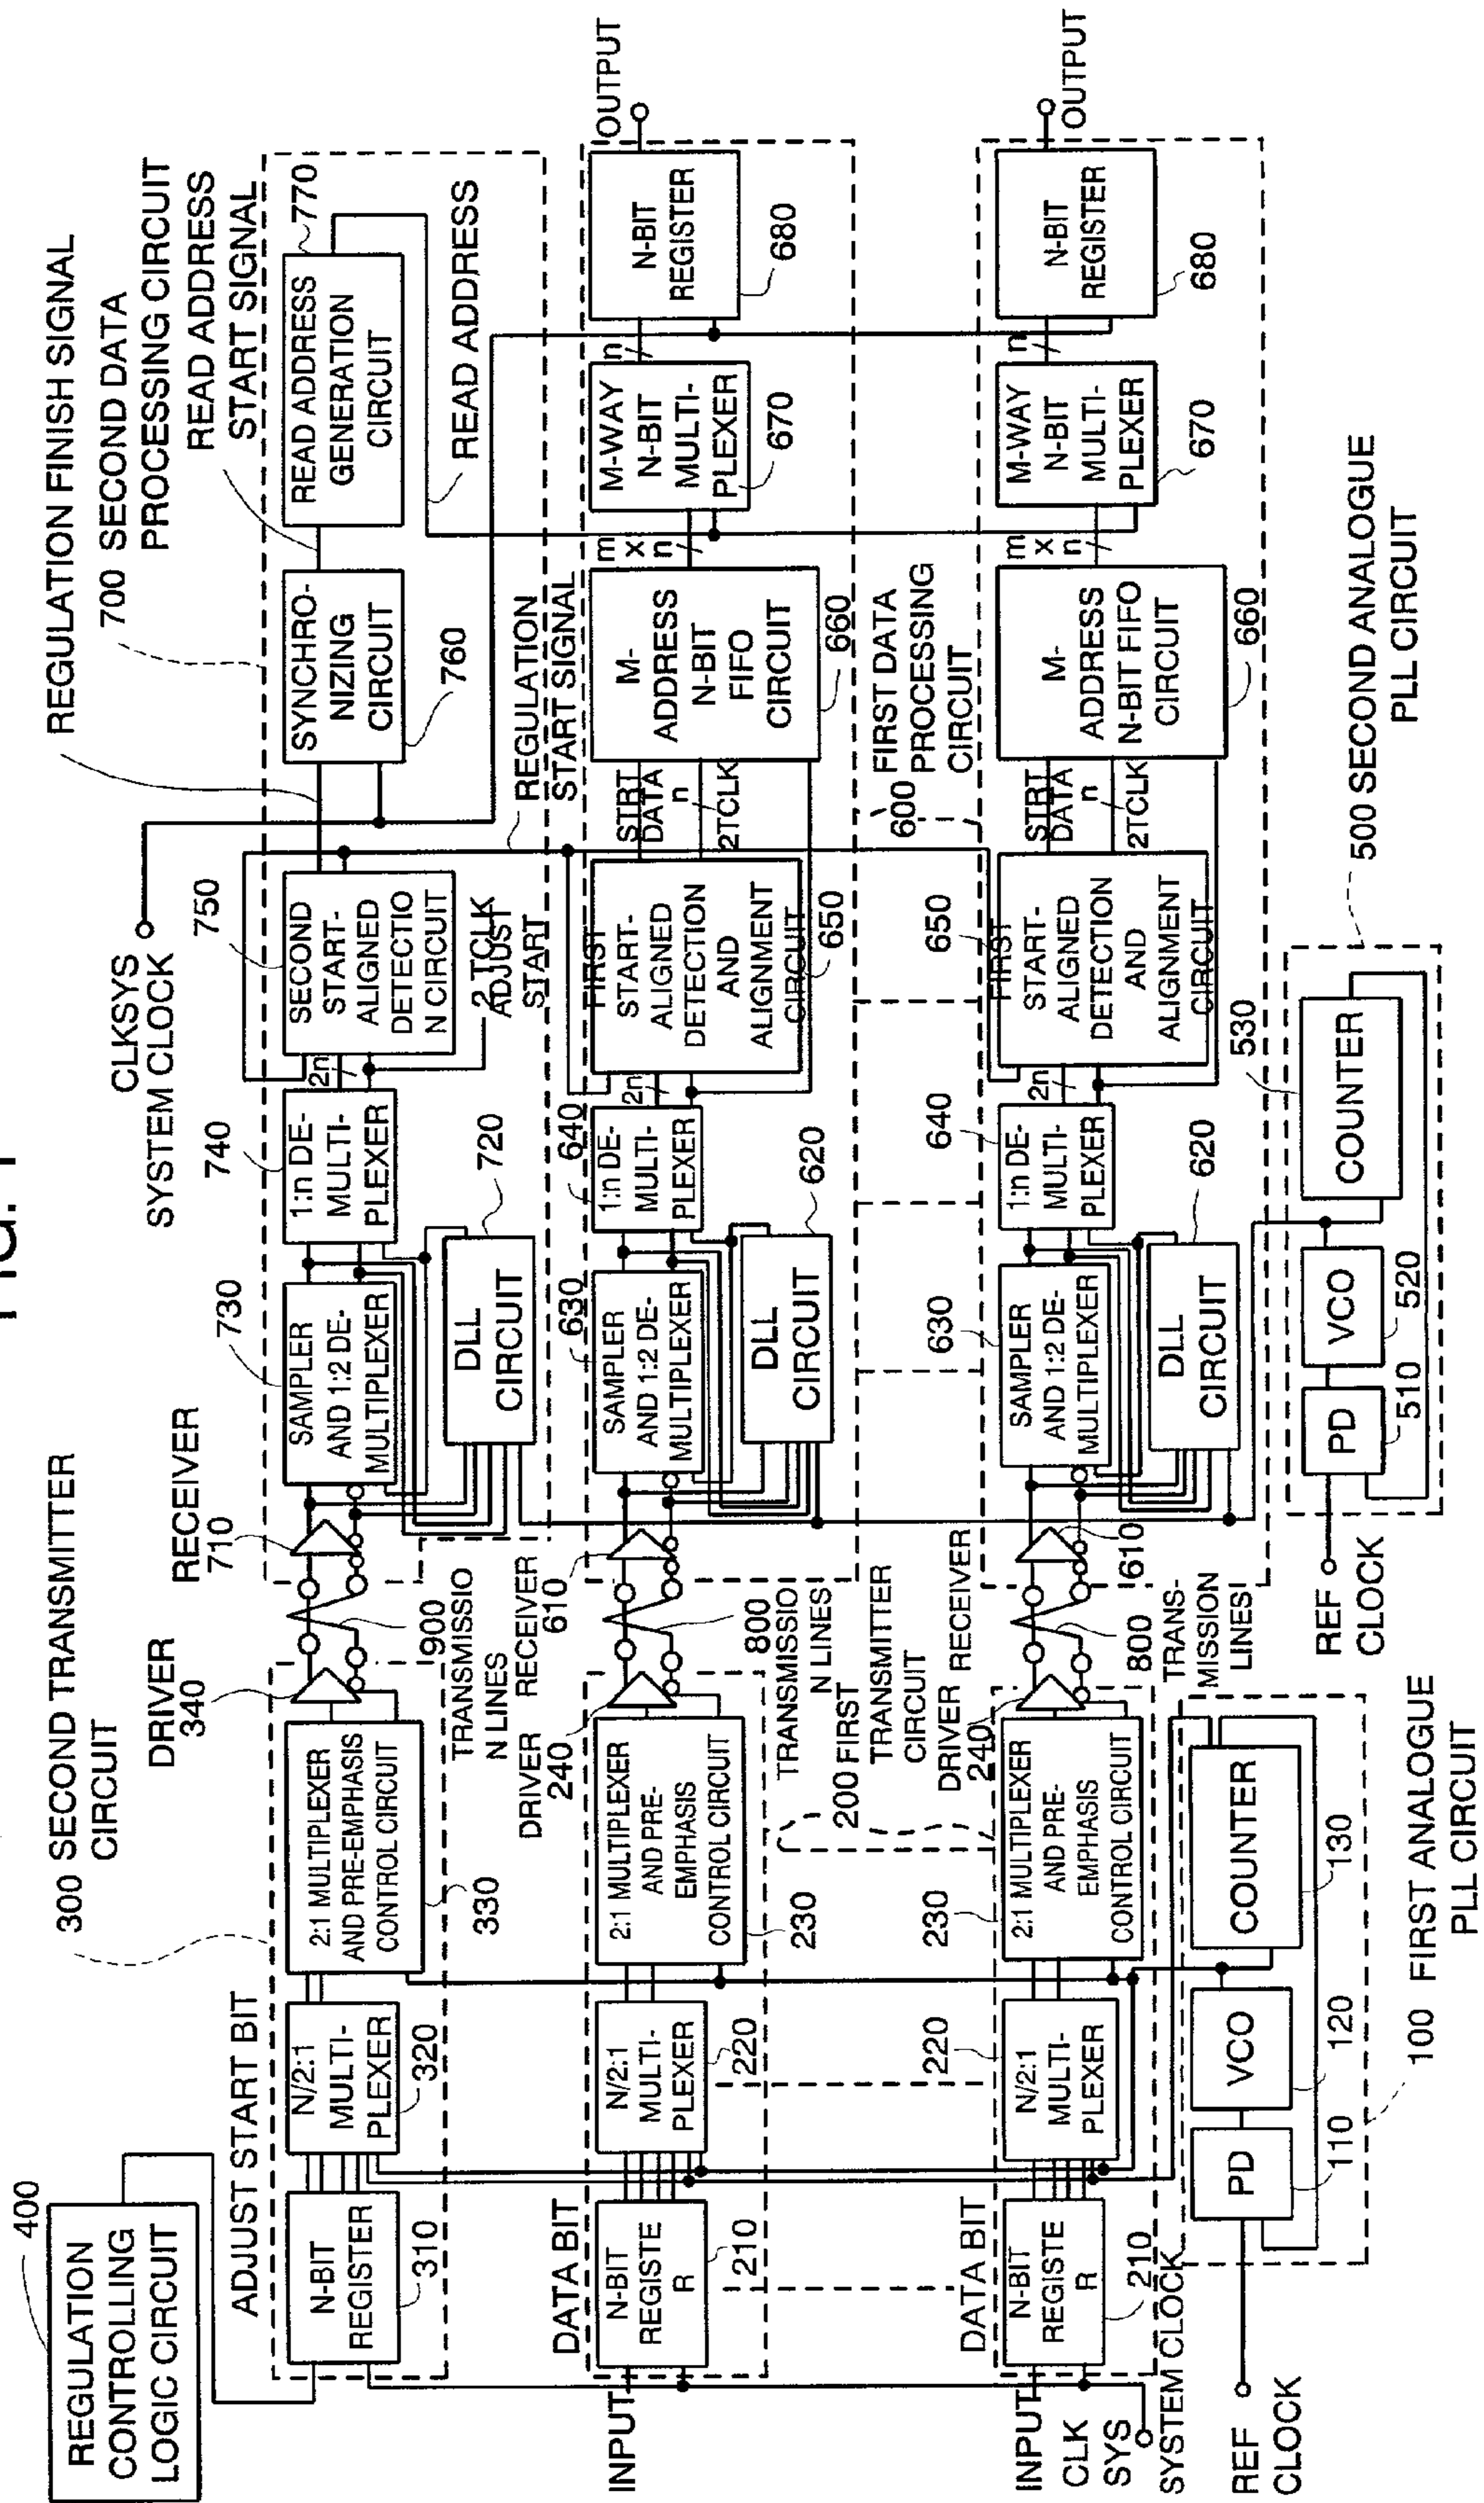 FIG. 1
400
REGULATION
CONTROLLING
LOGIC CIRCUIT
300 SECOND TRANSMITTER
CIRCUIT
ADJUST START BIT
N-BIT
REGISTER
310
N/2:1
MULTI-
PLEXER
320
2:1 MULTIPLEXER
AND PRE-EMPHASIS
CONTROL CIRCUIT
330
DRIVER
340
900
TRANSMISSIO
N LINES
RECEIVER
710
SAMPLER
AND 1:2 DE-
MULTIPLEXER
730
DLL
CIRCUIT
720
1:n DE-
MULTI-
PLEXER
740
2n
SECOND
START-
ALIGNED
DETECTIO
N CIRCUIT
750
2 TCLK
ADJUST
START
CLKSYS
SYSTEM CLOCK
REGULATION FINISH SIGNAL
700 SECOND DATA
PROCESSING CIRCUIT
READ ADDRESS
START SIGNAL
SYNCHRO-
NIZING
CIRCUIT
760
READ ADDRESS
GENERATION
CIRCUIT
770
READ ADDRESS
REGULATION
START SIGNAL
DATA BIT
INPUT
N-BIT
REGISTE
R
210
N/2:1
MULTI-
PLEXER
220
2:1 MULTIPLEXER
AND PRE-
EMPHASIS
CONTROL CIRCUIT
230
DRIVER
240
800
TRANSMISSIO
N LINES
RECEIVER
610
SAMPLER
AND 1:2 DE-
MULTIPLEXER
630
DLL
CIRCUIT
620
1:n DE-
MULTI-
PLEXER
640
2n
FIRST
START-
ALIGNED
DETECTION
AND
ALIGNMENT
CIRCUIT
650
STRT
DATA
n
2TCLK
M-
ADDRESS
N-BIT
FIFO
CIRCUIT
660
m
x
n
M-WAY
N-BIT
MULTI-
PLEXER
670
n
N-BIT
REGISTER
680
OUTPUT
200 FIRST
TRANSMITTER
CIRCUIT
600
FIRST DATA
PROCESSING
CIRCUIT
DATA BIT
INPUT
CLK
SYS
SYSTEM CLOCK
N-BIT
REGISTE
R
210
N/2:1
MULTI-
PLEXER
220
2:1 MULTIPLEXER
AND PRE-
EMPHASIS
CONTROL CIRCUIT
230
DRIVER
240
800
TRANS-
MISSION
LINES
RECEIVER
610
SAMPLER
AND 1:2 DE-
MULTIPLEXER
630
DLL
CIRCUIT
620
1:n DE-
MULTI-
PLEXER
640
2n
FIRST
START-
ALIGNED
DETECTION
AND
ALIGNMENT
CIRCUIT
650
STRT
DATA
n
2TCLK
M-
ADDRESS
N-BIT FIFO
CIRCUIT
660
m
x
n
M-WAY
N-BIT
MULTI-
PLEXER
670
n
N-BIT
REGISTER
680
OUTPUT
REF
CLOCK
PD
110
VCO
120
COUNTER
130
100 FIRST ANALOGUE
PLL CIRCUIT
REF
CLOCK
PD
510
VCO
520
COUNTER
530
500 SECOND ANALOGUE
PLL CIRCUIT